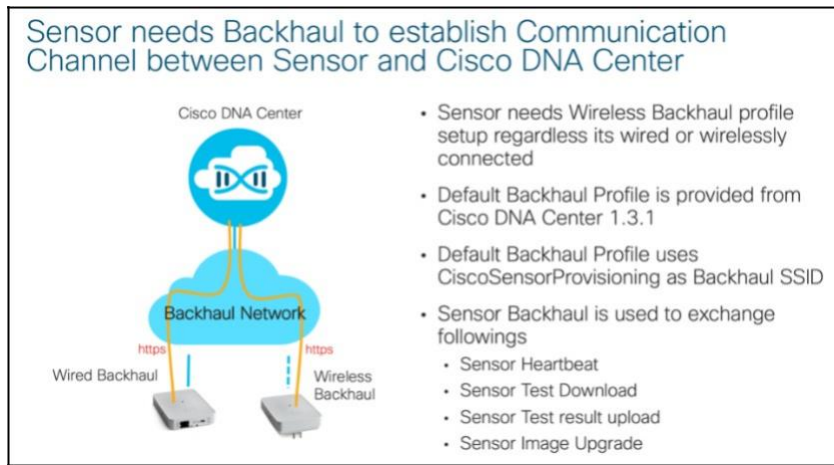 Sensor needs Backhaul to establish Communication
Channel between Sensor and Cisco DNA Center
Cisco DNA Center
Backhaul Network
https
https
Wired Backhaul
Wireless
Backhaul
• Sensor needs Wireless Backhaul profile
setup regardless its wired or wirelessly
connected
• Default Backhaul Profile is provided from
Cisco DNA Center 1.3.1
• Default Backhaul Profile uses
CiscoSensorProvisioning as Backhaul SSID
• Sensor Backhaul is used to exchange
followings
• Sensor Heartbeat
• Sensor Test Download
• Sensor Test result upload
• Sensor Image Upgrade